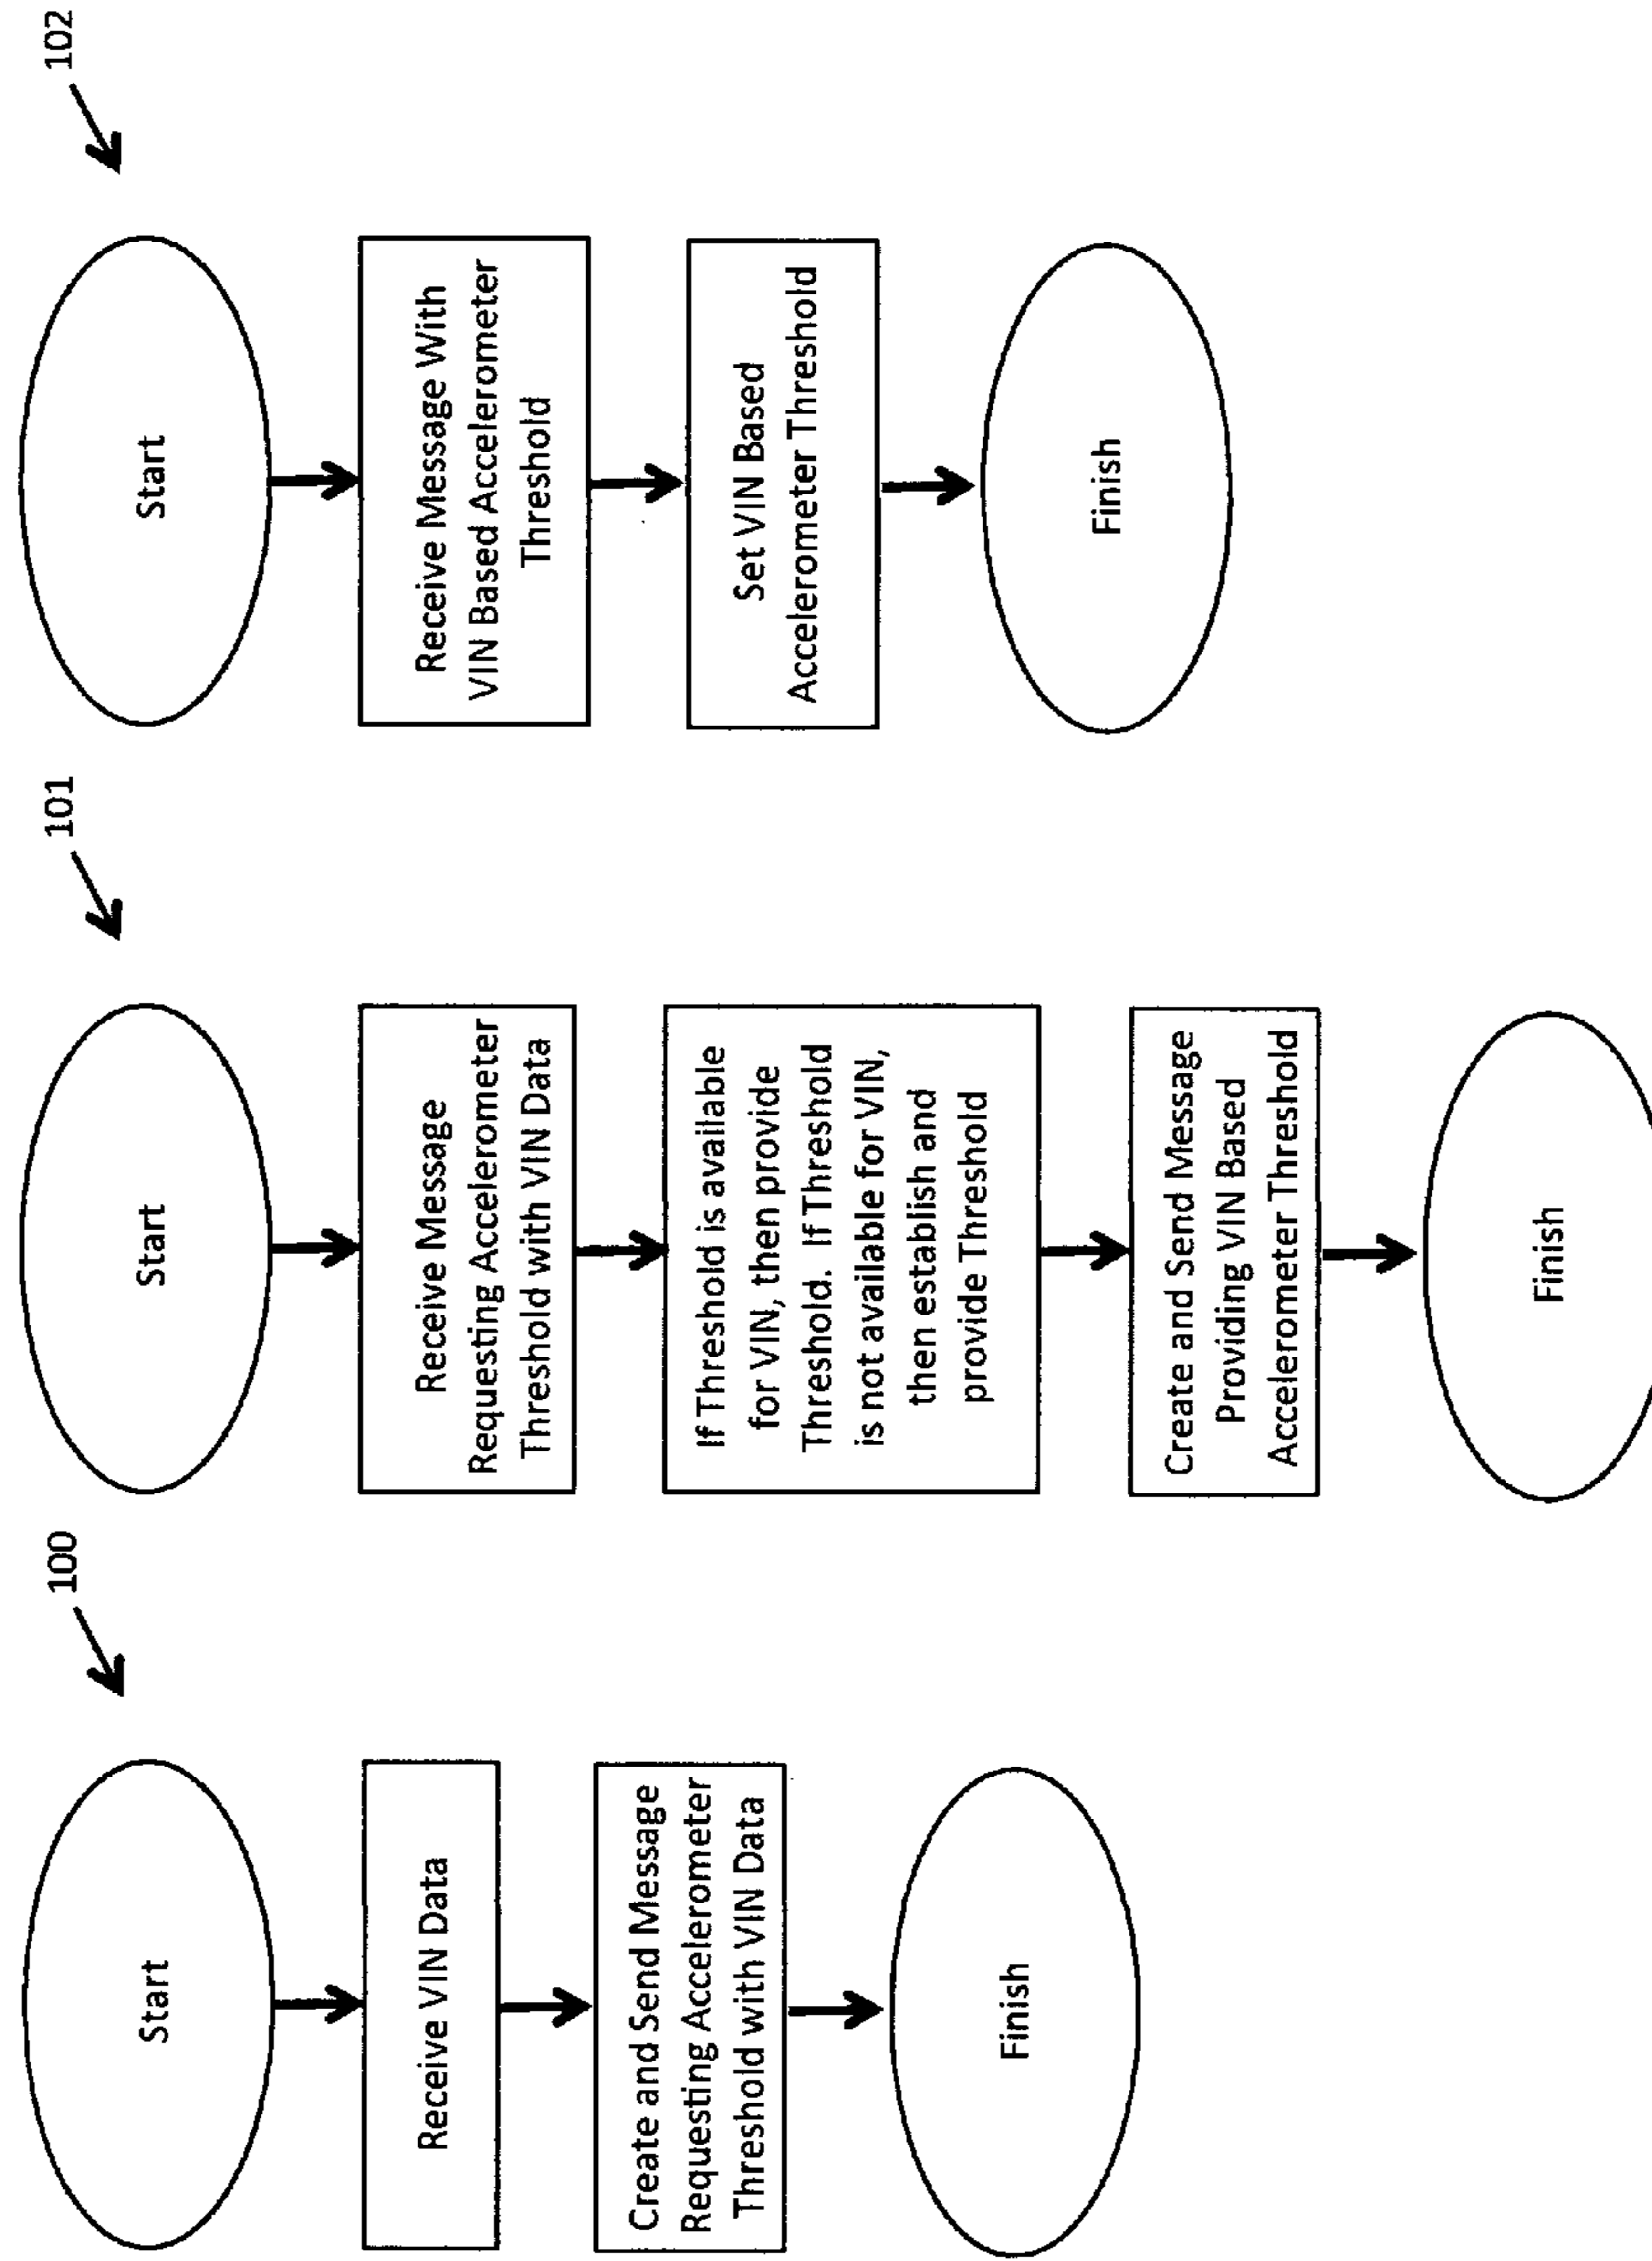 100
Start
Receive VIN Data
Create and Send Message
Requesting Accelerometer
Threshold with VIN Data
Finish
101
Start
Receive Message
Requesting Accelerometer
Threshold with VIN Data
If Threshold is available
for VIN, then provide
Threshold. If Threshold
is not available for VIN,
then establish and
provide Threshold
Create and Send Message
Providing VIN Based
Accelerometer Threshold
Finish
102
Start
Receive Message With
VIN Based Accelerometer
Threshold
Set VIN Based
Accelerometer Threshold
Finish